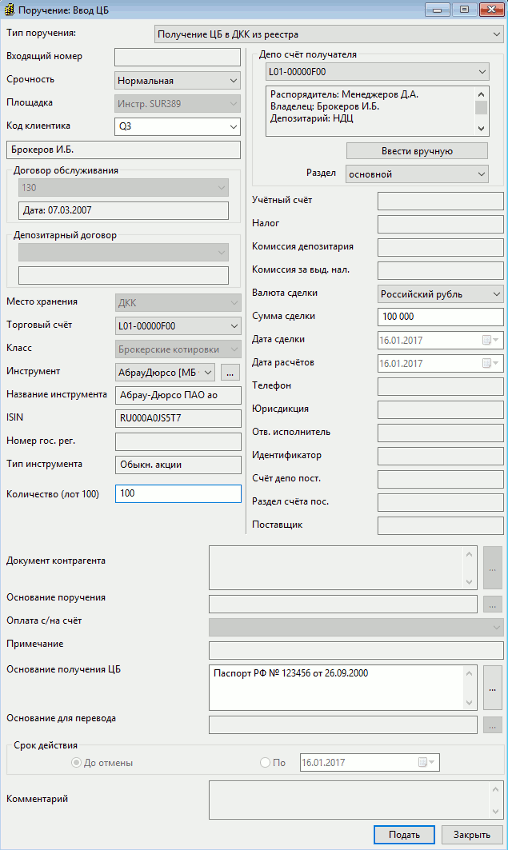 Поручение: Ввод ЦБ
Тип поручения: Получение ЦБ в ДКК из реестра
Входящий номер
Срочность Нормальная
Площадка Инстр. SUR389
Код клиентика Q3
Брокеров И.Б.
Договор обслуживания
130
Дата: 07.03.2007
Депозитарный договор
Место хранения ДКК
Торговый счёт L01-00000F00
Класс Брокерские котировки
Инструмент АбрауДюрсо [МБ ...
Название инструмента Абрау-Дюрсо ПАО ао
ISIN RU000A0JS5T7
Номер гос. рег.
Тип инструмента Обыкн. акции
Количество (лот 100) 100
Депо счёт получателя
L01-00000F00
Распорядитель: Менеджеров Д.А.
Владелец: Брокеров И.Б.
Депозитарий: НДЦ
Ввести вручную
Раздел основной
Учётный счёт
Налог
Комиссия депозитария
Комиссия за выд. нал.
Валюта сделки Российский рубль
Сумма сделки 100 000
Дата сделки 16.01.2017
Дата расчётов 16.01.2017
Телефон
Юрисдикция
Отв. исполнитель
Идентификатор
Счёт депо пост.
Раздел счёта пос.
Поставщик
Документ контрагента ...
Основание поручения ...
Оплата с/на счёт
Примечание
Основание получения ЦБ Паспорт РФ № 123456 от 26.09.2000 ...
Основание для перевода ...
Срок действия
До отмены По 16.01.2017
Комментарий
Подать Закрыть